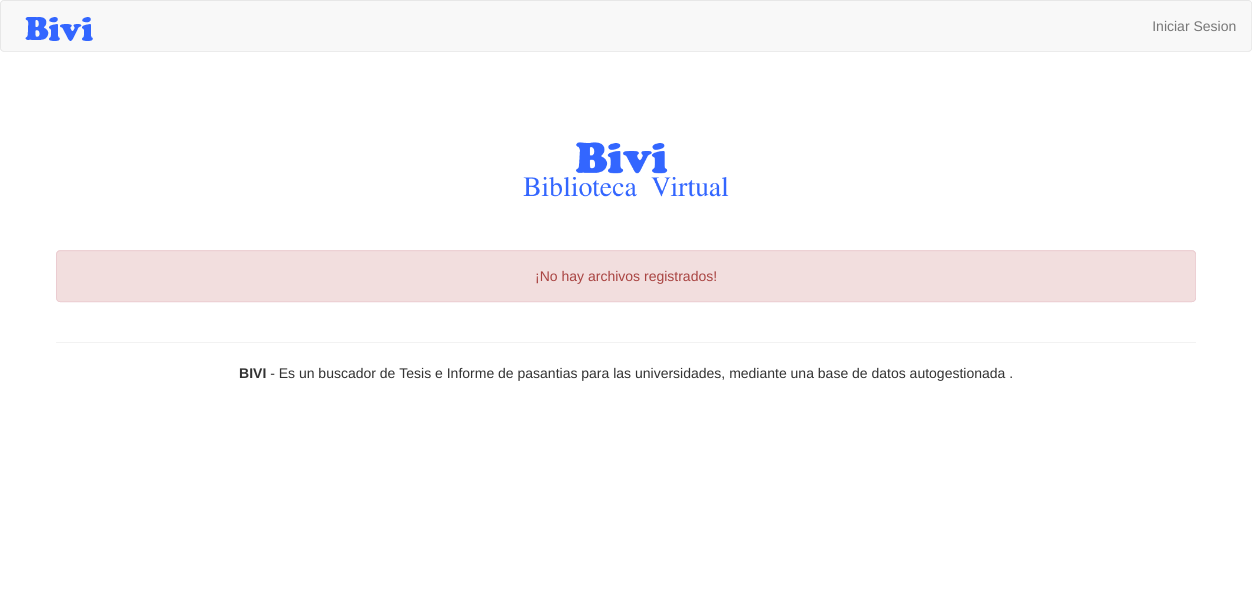 Bivi
Iniciar Sesion
Bivi
Biblioteca Virtual
¡No hay archivos registrados!
BIVI - Es un buscador de Tesis e Informe de pasantias para las universidades, mediante una base de datos autogestionada .